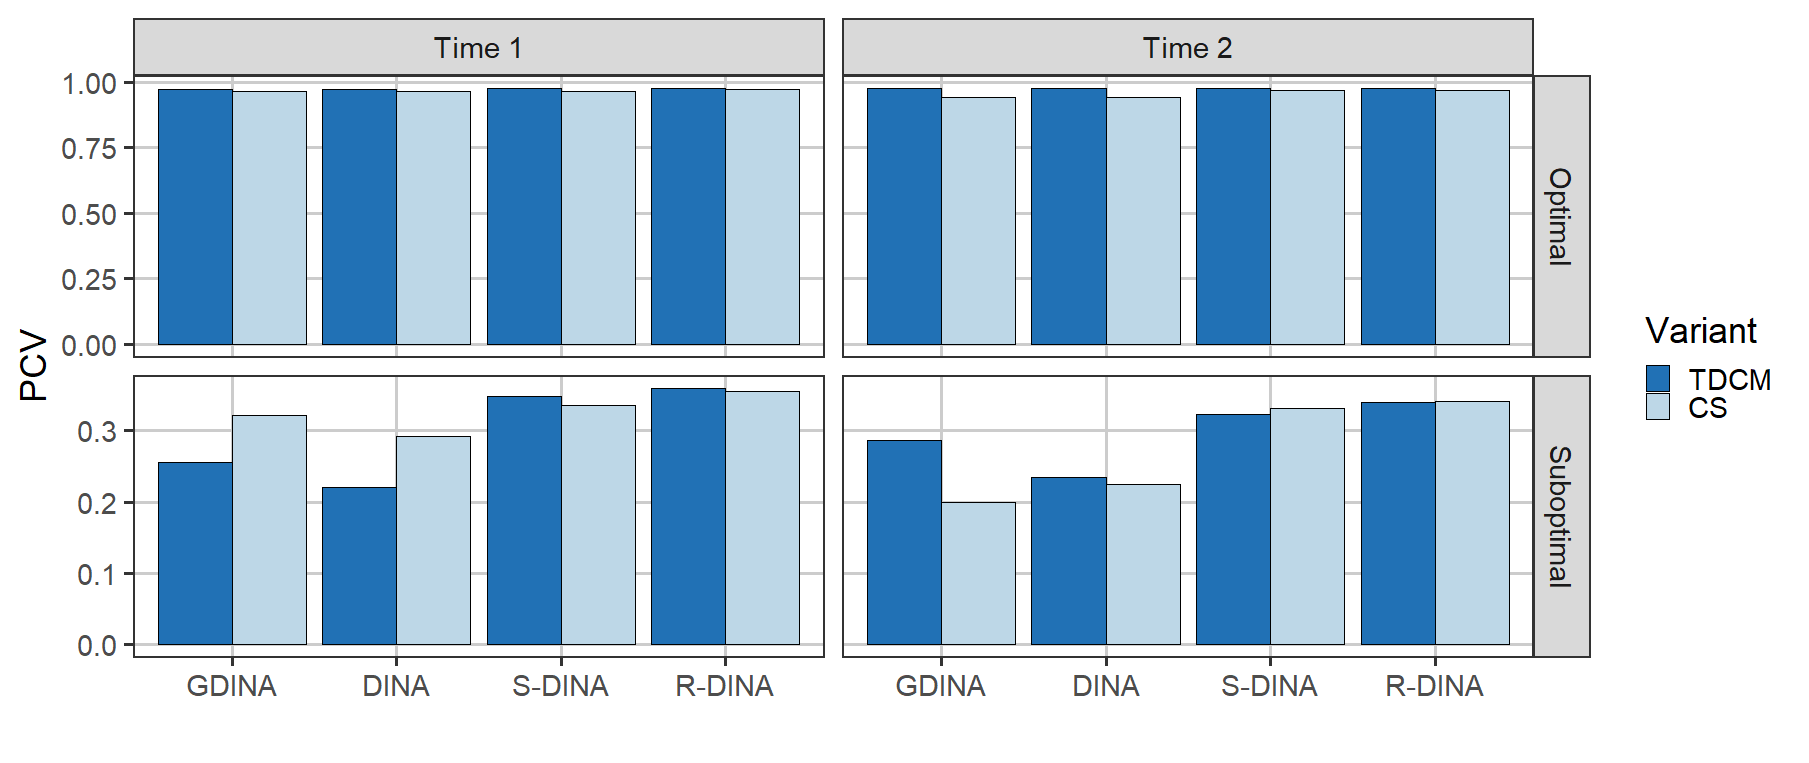 Time 1
Time 2
1.00
0.75
0.50
0.25
0.00
Optimal
PCV
0.3
0.2
0.1
0.0
Suboptimal
GDINA
DINA
S-DINA
R-DINA
GDINA
DINA
S-DINA
R-DINA
Variant
TDCM
CS